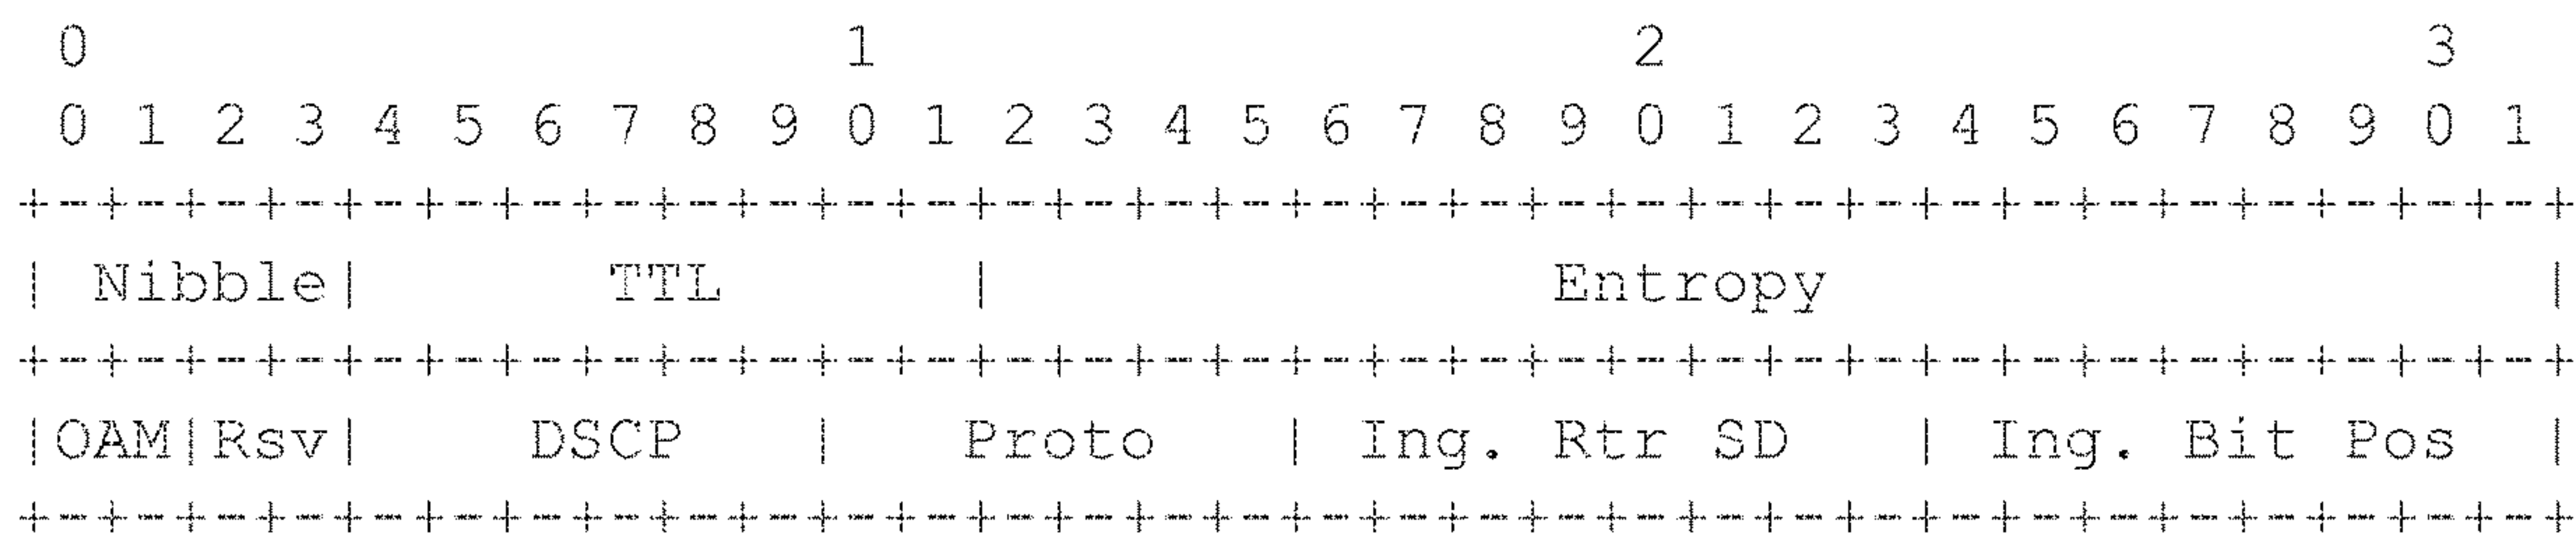 0                   1                   2                   3
 0 1 2 3 4 5 6 7 8 9 0 1 2 3 4 5 6 7 8 9 0 1 2 3 4 5 6 7 8 9 0 1
+-+-+-+-+-+-+-+-+-+-+-+-+-+-+-+-+-+-+-+-+-+-+-+-+-+-+-+-+-+-+-+-+
| Nibble|      TTL      |              Entropy                  |
+-+-+-+-+-+-+-+-+-+-+-+-+-+-+-+-+-+-+-+-+-+-+-+-+-+-+-+-+-+-+-+-+
|OAM|Rsv|    DSCP   |   Proto   | Ing. Rtr SD   | Ing. Bit Pos  |
+-+-+-+-+-+-+-+-+-+-+-+-+-+-+-+-+-+-+-+-+-+-+-+-+-+-+-+-+-+-+-+-+